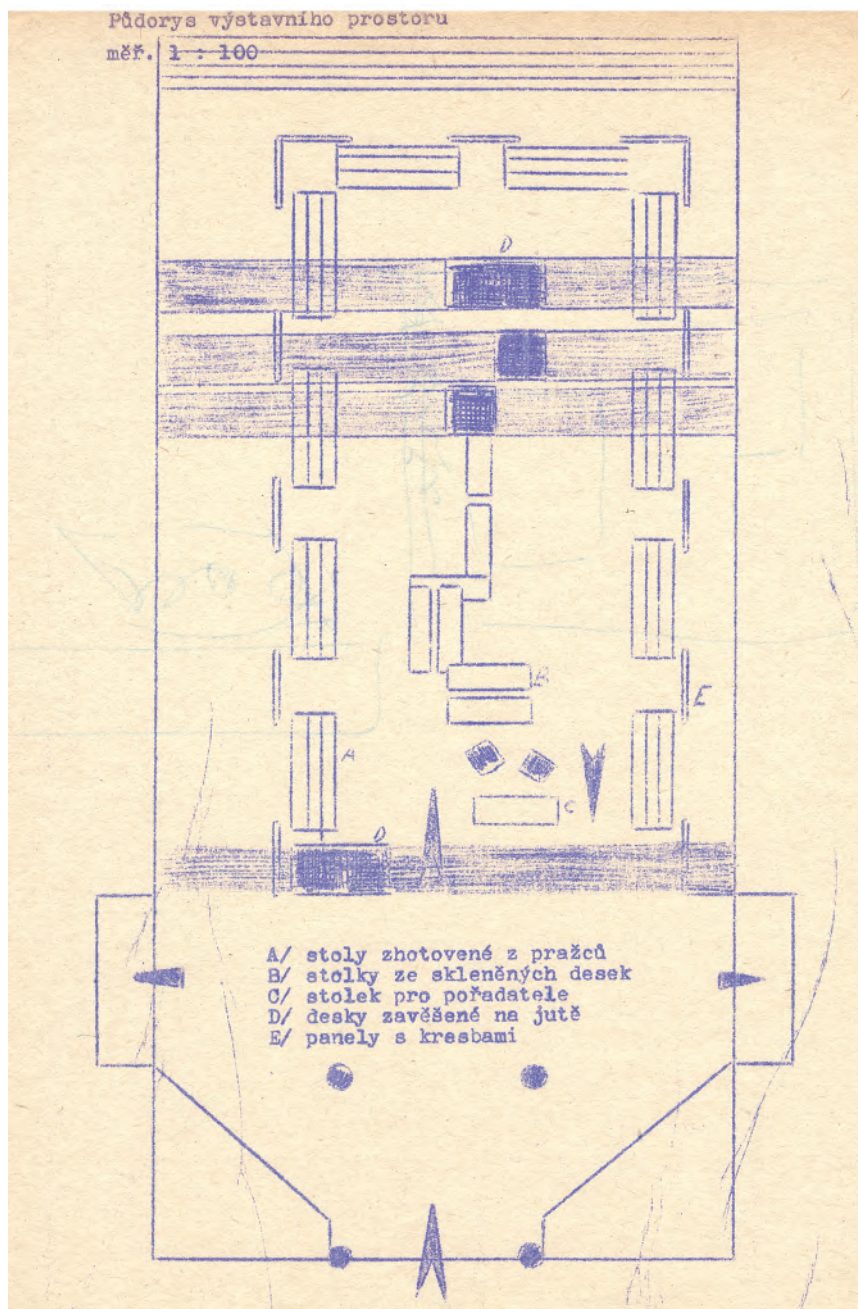 Půdorys výstavního prostoru
měř. 1 : 100
D
B
E
A
C
D
A/ stoly zhotovené z pražců
B/ stolky ze skleněných desek
C/ stolek pro pořadatele
D/ desky zavěšené na jutě
E/ panely s kresbami